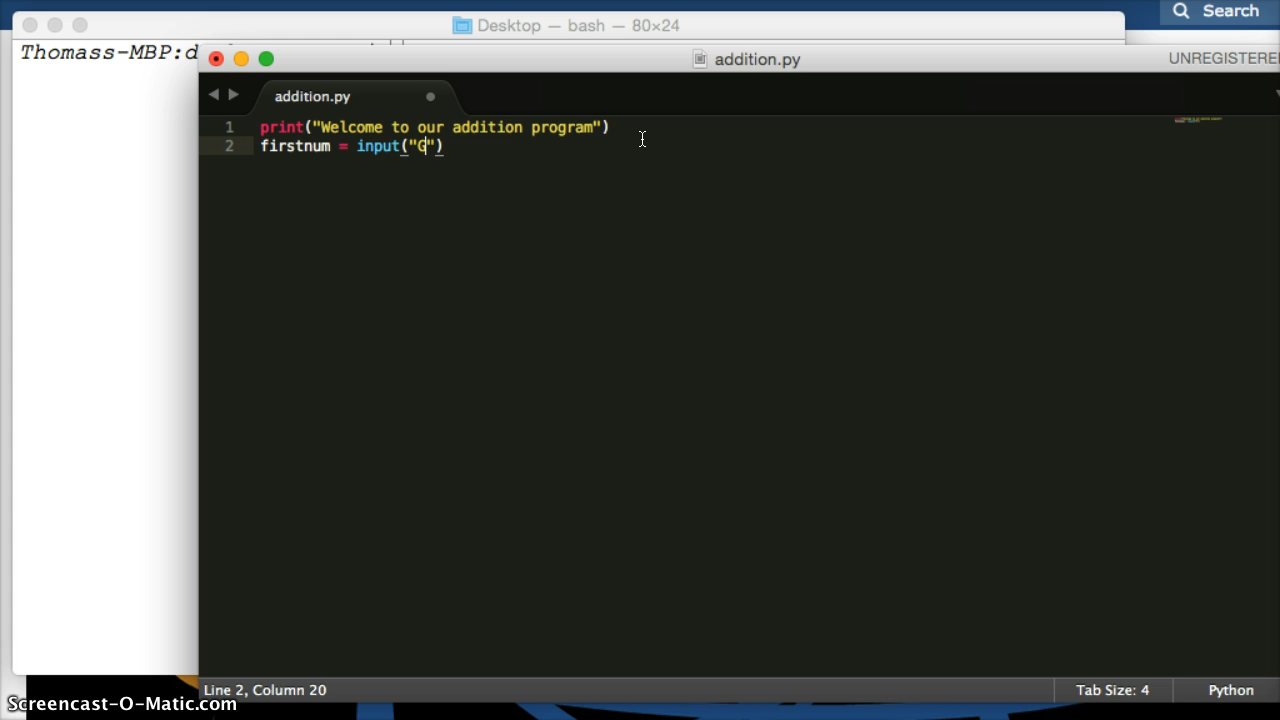 Search
Desktop — bash — 80×24
Thomass-MBP:d
addition.py
UNREGISTERE
addition.py
1 print("Welcome to our addition program")
2 firstnum = input("G")
Line 2, Column 20
Tab Size: 4
Python
Screencast-O-Matic.com